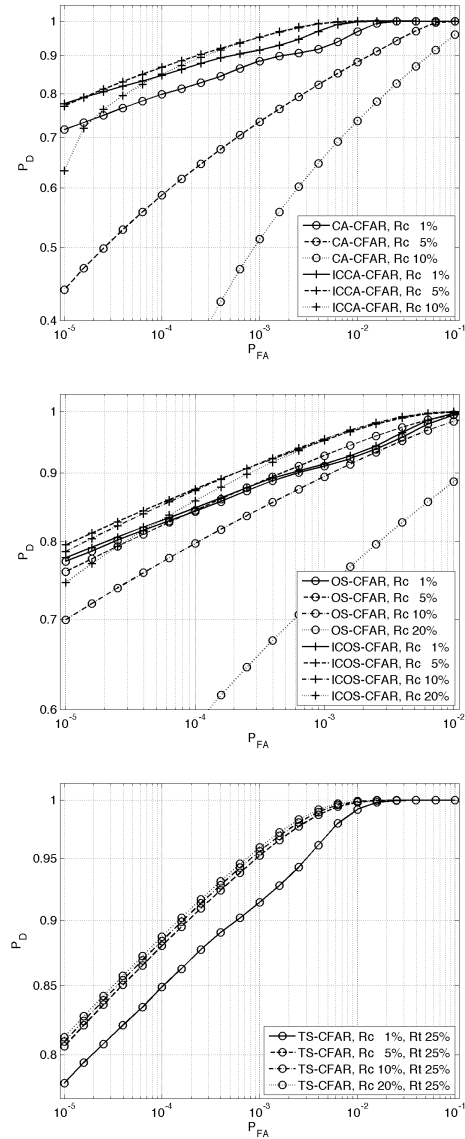 1
0.9
0.8
0.7
0.6
0.5
0.4
P_D
10^-5
10^-4
10^-3
10^-2
10^-1
P_FA
CA-CFAR, Rc 1%
CA-CFAR, Rc 5%
CA-CFAR, Rc 10%
ICCA-CFAR, Rc 1%
ICCA-CFAR, Rc 5%
ICCA-CFAR, Rc 10%
1
0.9
0.8
0.7
0.6
P_D
10^-5
10^-4
10^-3
10^-2
P_FA
OS-CFAR, Rc 1%
OS-CFAR, Rc 5%
OS-CFAR, Rc 10%
OS-CFAR, Rc 20%
ICOS-CFAR, Rc 1%
ICOS-CFAR, Rc 5%
ICOS-CFAR, Rc 10%
ICOS-CFAR, Rc 20%
1
0.95
0.9
0.85
0.8
P_D
10^-5
10^-4
10^-3
10^-2
10^-1
P_FA
TS-CFAR, Rc 1%, Rt 25%
TS-CFAR, Rc 5%, Rt 25%
TS-CFAR, Rc 10%, Rt 25%
TS-CFAR, Rc 20%, Rt 25%